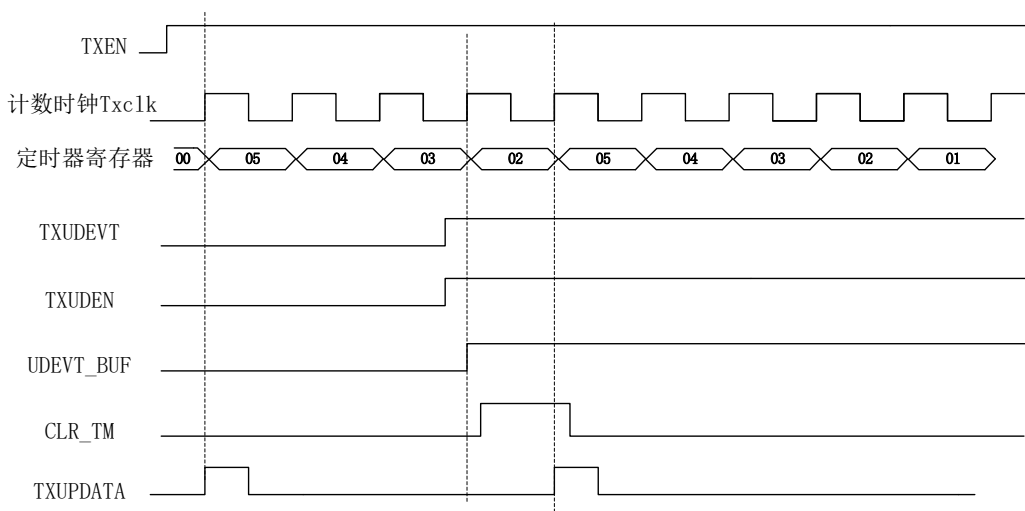 TXEN
计数时钟Txclk
定时器寄存器 00 05 04 03 02 05 04 03 02 01
TXUDEVT
TXUDEN
UDEVT_BUF
CLR_TM
TXUPDATA